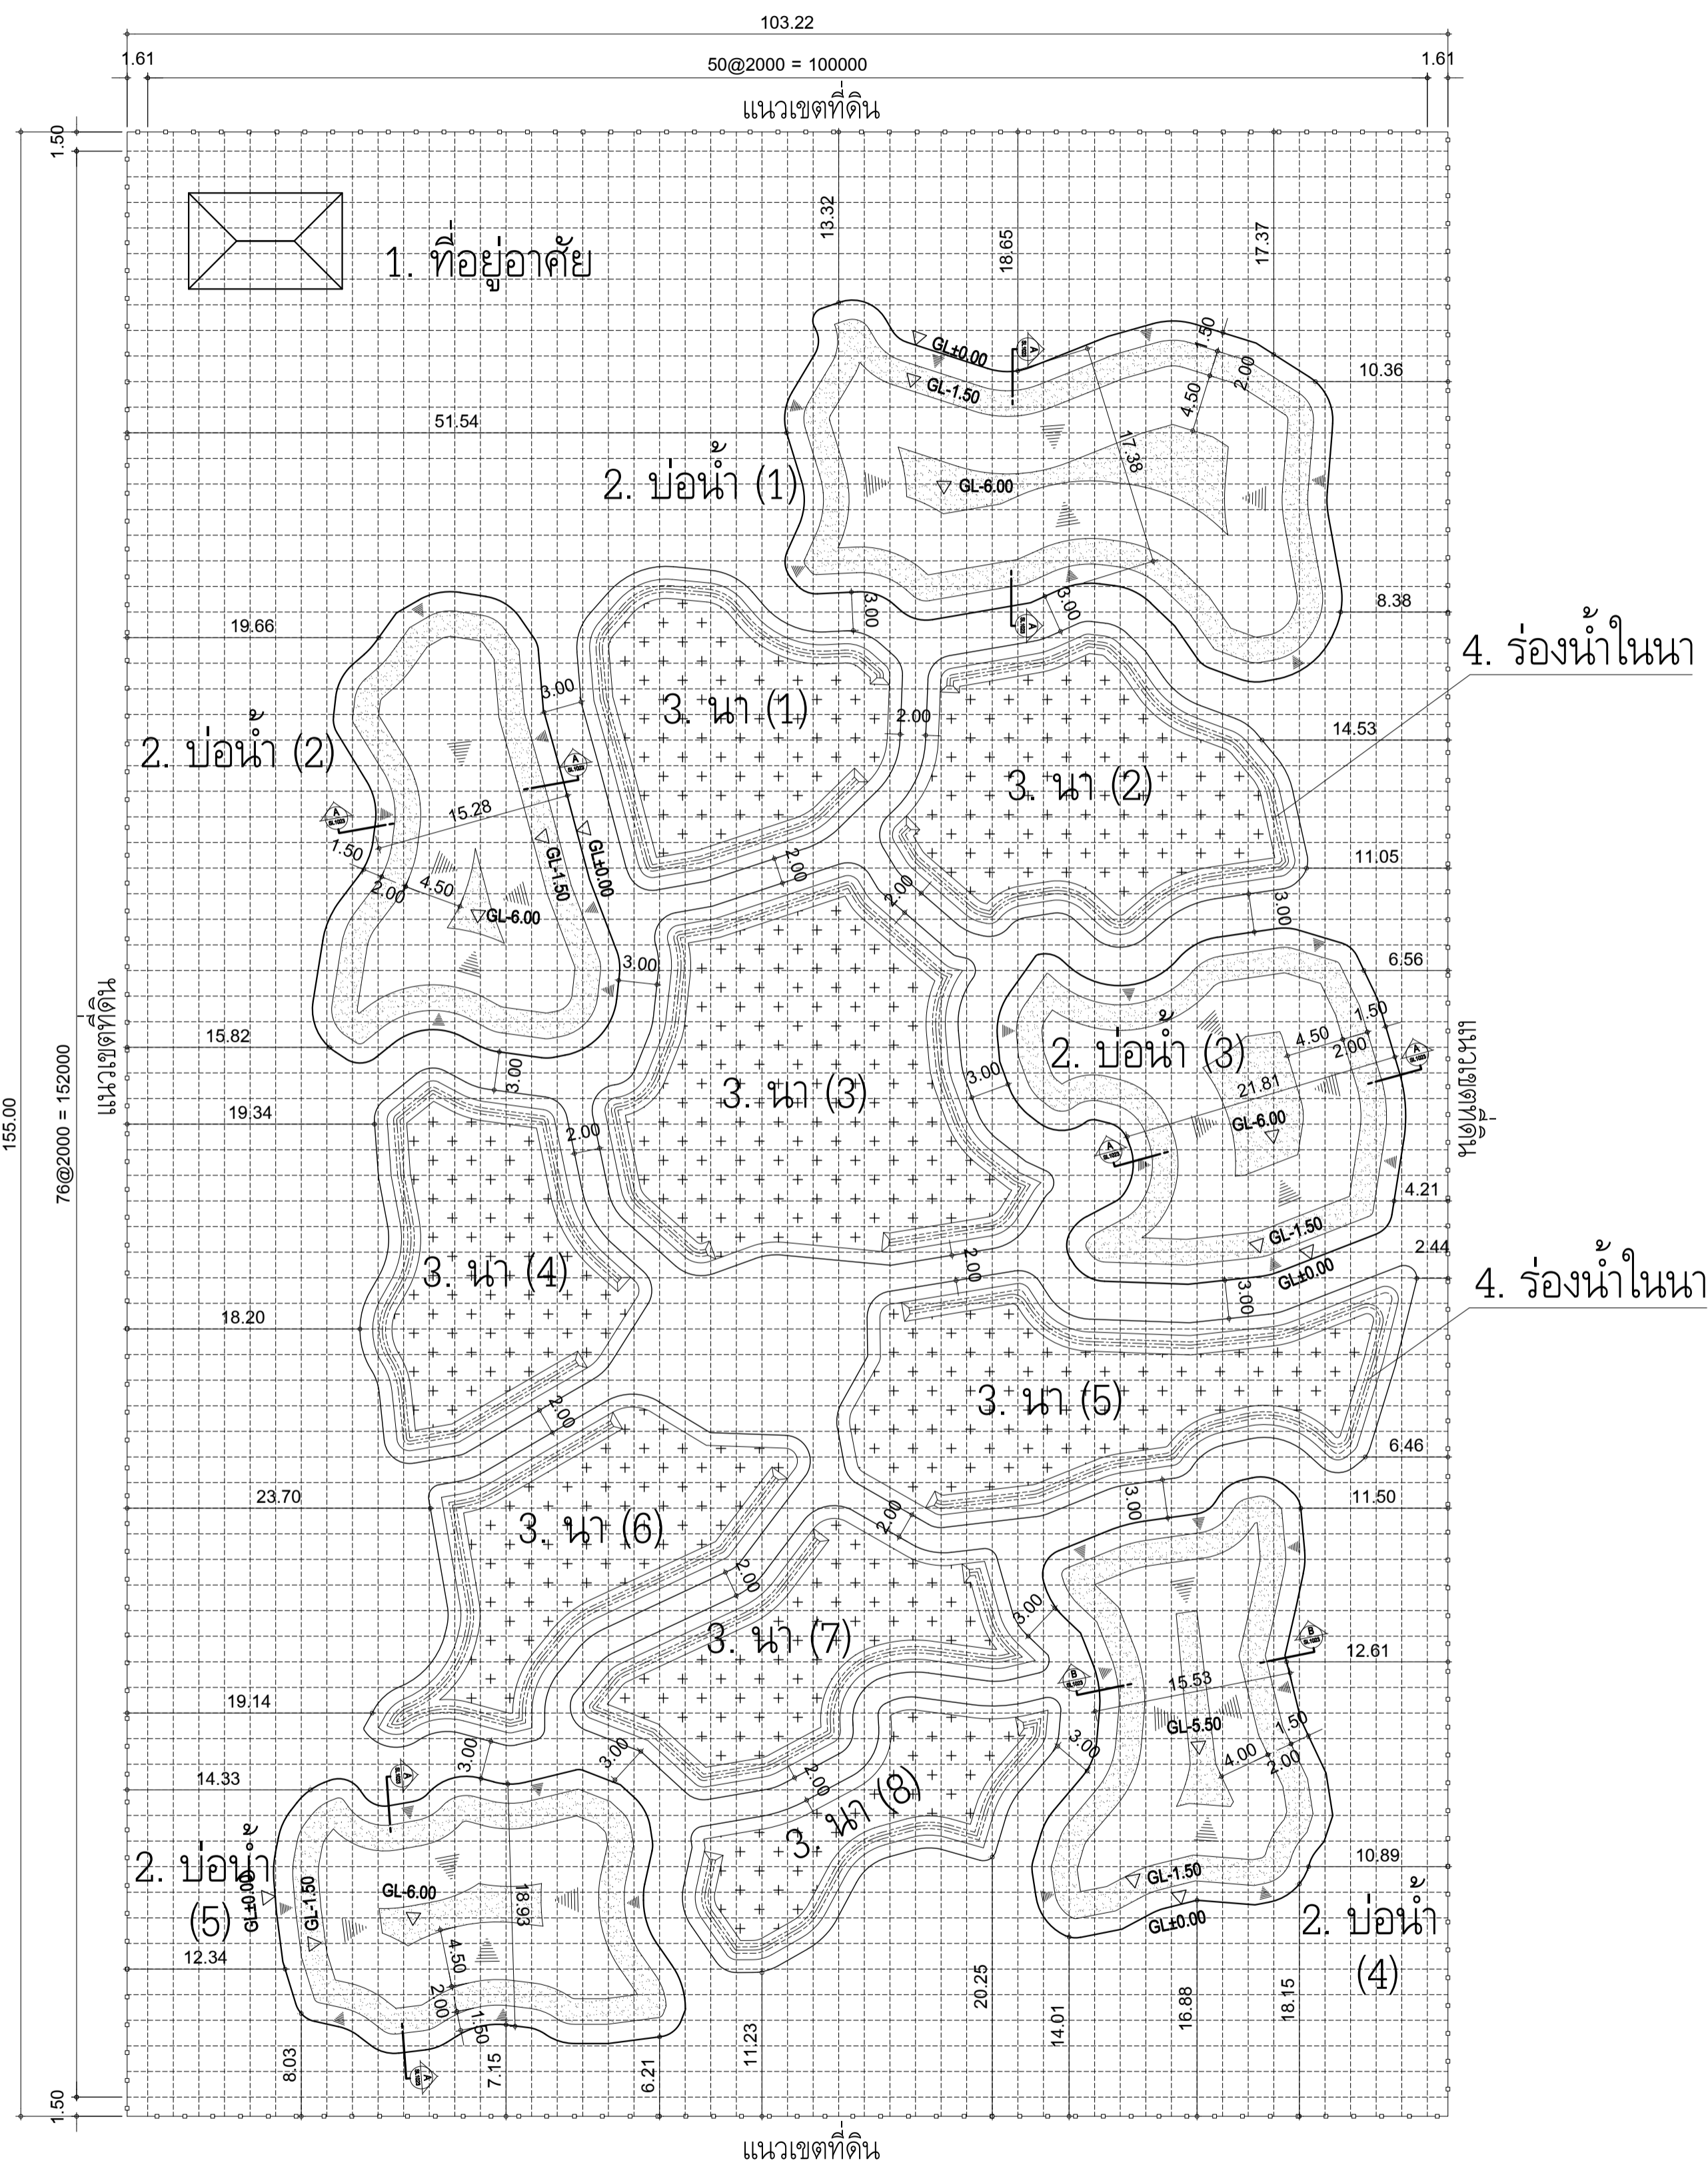 103.22
1.61
50@2000 = 100000
1.61
แนวเขตที่ดิน
1.50
13.32
18.65
17.37
1. ที่อยู่อาศัย
GL±0.00
A
1.50
2.00
10.36
GL-1.50
4.50
51.54
17.38
2. บ่อน้ำ (1)
GL-6.00
3.00
3.00
A
8.38
19.66
4. ร่องน้ำในนา
3.00
3. นา (1)
2.00
14.53
2. บ่อน้ำ (2)
A
3. นา (2)
15.28
A
1.50
GL-1.50
GL±0.00
2.00
4.50
GL-6.00
2.00
2.00
11.05
3.00
3.00
6.56
แนวเขตที่ดิน
15.82
3.00
1.50
4.50
2.00
2. บ่อน้ำ (3)
A
แนวเขตที่ดิน
3.00
21.81
GL-6.00
3. นา (3)
155.00
76@2000 = 152000
19.34
2.00
A
4.21
GL-1.50
2.44
GL±0.00
3. นา (4)
2.00
3.00
4. ร่องน้ำในนา
18.20
3. นา (5)
2.00
6.46
23.70
3. นา (6)
2.00
3.00
11.50
2.00
3.00
3. นา (7)
B
12.61
B
15.53
19.14
GL-5.50
1.50
4.00
2.00
3.00
3.00
3.00
A
14.33
2.00
3. นา (8)
2. บ่อน้ำ
(5)
GL±0.00
GL-1.50
GL-6.00
18.93
10.89
GL-1.50
GL±0.00
2. บ่อน้ำ
(4)
12.34
4.50
2.00
1.50
A
8.03
7.15
6.21
11.23
20.25
14.01
16.88
18.15
1.50
แนวเขตที่ดิน